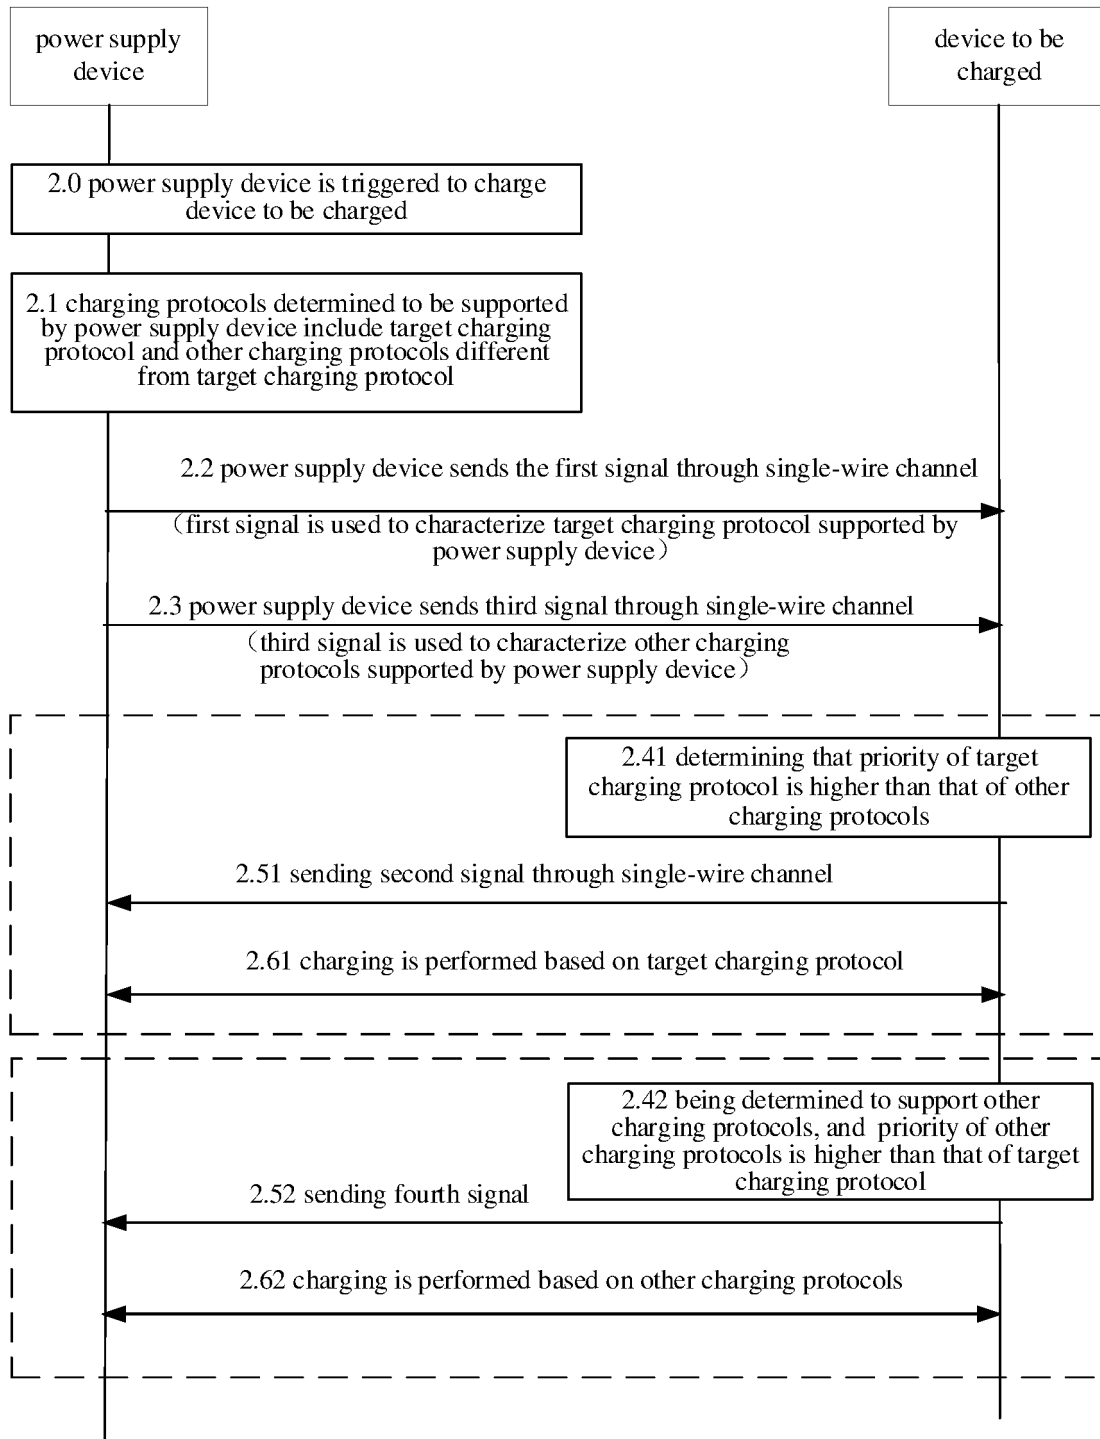 power supply
device
device to be
charged
2.0 power supply device is triggered to charge
device to be charged
2.1 charging protocols determined to be supported
by power supply device include target charging
protocol and other charging protocols different
from target charging protocol
2.2 power supply device sends the first signal through single-wire channel
（first signal is used to characterize target charging protocol supported by
power supply device）
2.3 power supply device sends third signal through single-wire channel
（third signal is used to characterize other charging
protocols supported by power supply device）
2.41 determining that priority of target
charging protocol is higher than that of other
charging protocols
2.51 sending second signal through single-wire channel
2.61 charging is performed based on target charging protocol
2.42 being determined to support other
charging protocols, and priority of other
charging protocols is higher than that of target
charging protocol
2.52 sending fourth signal
2.62 charging is performed based on other charging protocols